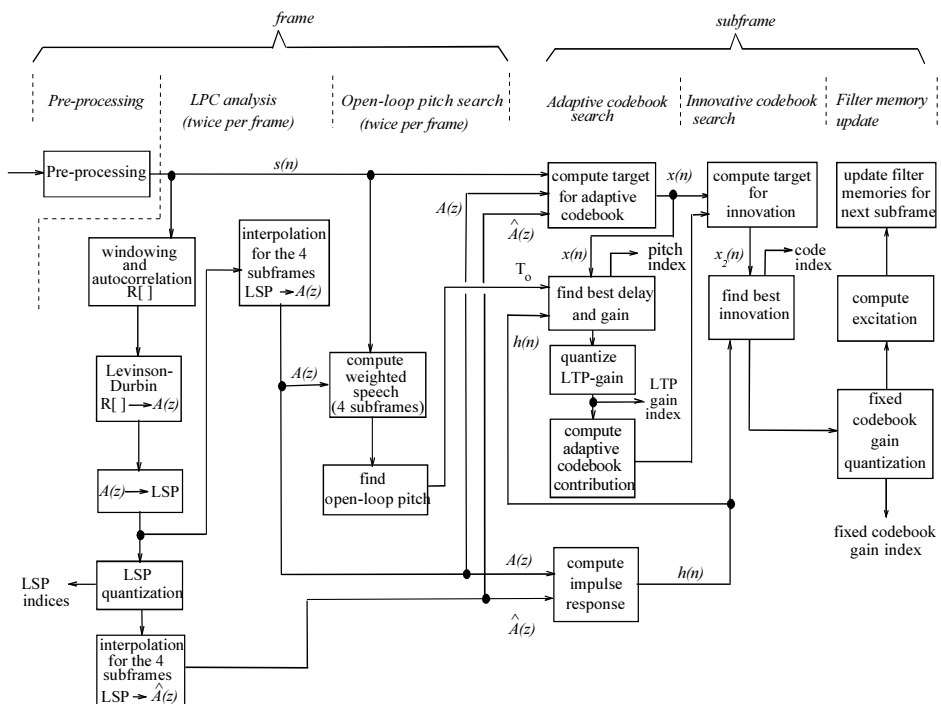 frame
subframe
Pre-processing
LPC analysis
(twice per frame)
Open-loop pitch search
(twice per frame)
Adaptive codebook
search
Innovative codebook
search
Filter memory
update
Pre-processing
s(n)
windowing
and
autocorrelation
R[ ]
Levinson-
Durbin
R[ ] → A(z)
A(z) → LSP
LSP
quantization
LSP
indices
interpolation
for the 4
subframes
LSP → Â(z)
interpolation
for the 4
subframes
LSP → A(z)
A(z)
compute
weighted
speech
(4 subframes)
find
open-loop pitch
T₀
A(z)
Â(z)
compute target
for adaptive
codebook
x(n)
x(n)
pitch
index
find best delay
and gain
h(n)
quantize
LTP-gain
LTP
gain
index
compute
adaptive
codebook
contribution
A(z)
Â(z)
compute
impulse
response
h(n)
compute target
for
innovation
x₂(n)
code
index
find best
innovation
update filter
memories for
next subframe
compute
excitation
fixed
codebook
gain
quantization
fixed codebook
gain index